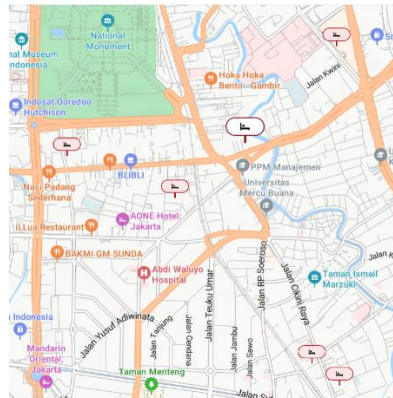 National
Monument
nal Museum
Indonesia
Hoka Hoka
Bento - Gambir
Jalan Kwini
Indosat Ooredoo
Hutchison
PPM Manajemen
BLIBLI
Universitas
Mercu Buana
Nasi Padang
Sederhana
AONE Hotel
Jakarta
iLLua Restaurant
BAKMI GM SUNDA
Abdi Waluyo
Hospital
Jalan Teuku Umar
Jalan RP Soeroso
Taman Ismail
Marzuki
Jalan Cikini Raya
Jalan Yusuf Adiwinata
Jalan Cendana
Jalan Jambu
Jalan Sawo
Indonesia
Mandarin
Oriental,
Jakarta
Taman Menteng